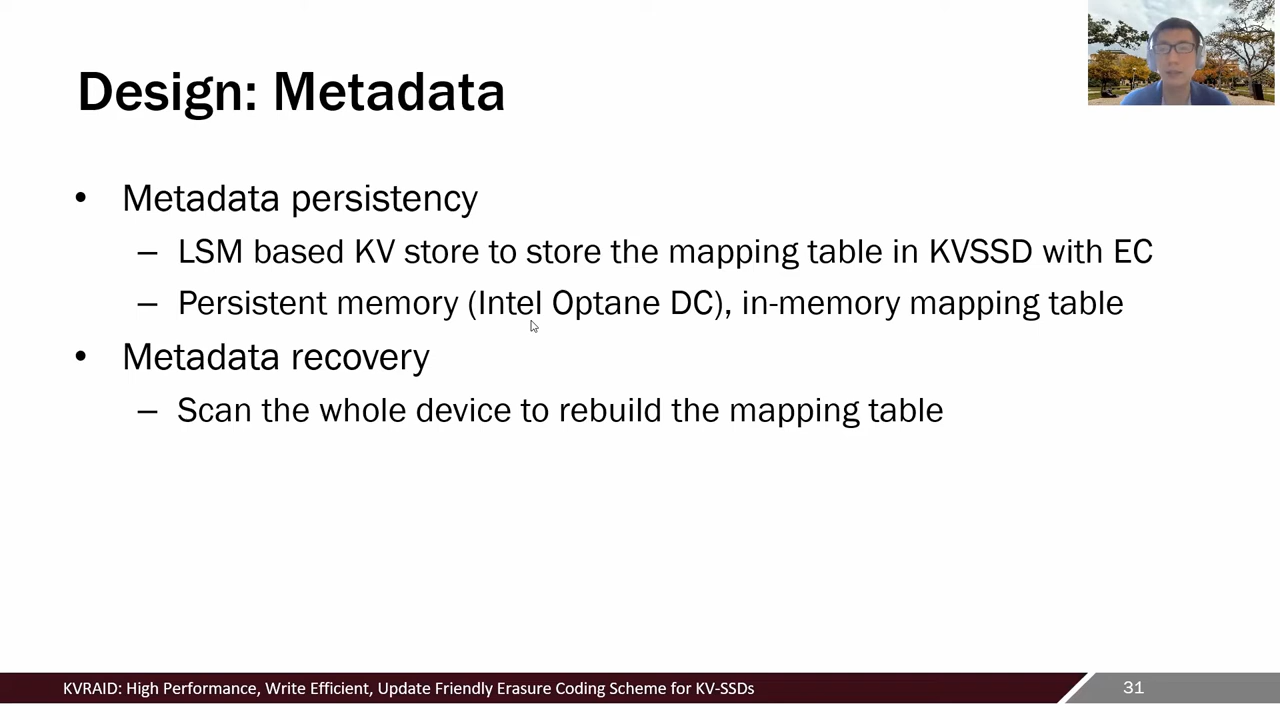 Design: Metadata
• Metadata persistency
– LSM based KV store to store the mapping table in KVSSD with EC
– Persistent memory (Intel Optane DC), in-memory mapping table
• Metadata recovery
– Scan the whole device to rebuild the mapping table
KVRAID: High Performance, Write Efficient, Update Friendly Erasure Coding Scheme for KV-SSDs
31